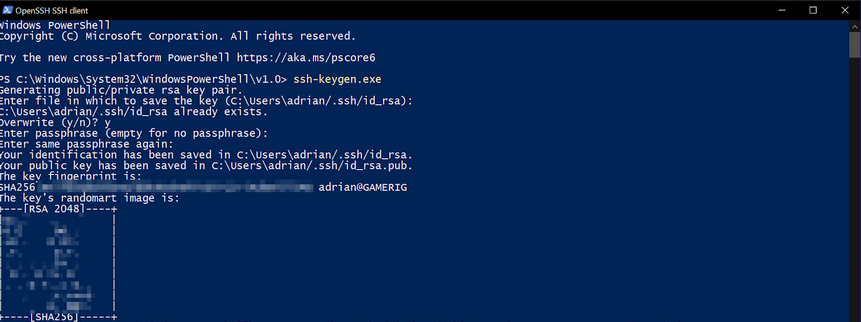 OpenSSH SSH client
Windows PowerShell
Copyright (C) Microsoft Corporation. All rights reserved.
Try the new cross-platform PowerShell https://aka.ms/pscore6
PS C:\Windows\System32\WindowsPowerShell\v1.0> ssh-keygen.exe
Generating public/private rsa key pair.
Enter file in which to save the key (C:\Users\adrian/.ssh/id_rsa):
C:\Users\adrian/.ssh/id_rsa already exists.
Overwrite (y/n)? y
Enter passphrase (empty for no passphrase):
Enter same passphrase again:
Your identification has been saved in C:\Users\adrian/.ssh/id_rsa.
Your public key has been saved in C:\Users\adrian/.ssh/id_rsa.pub.
The key fingerprint is:
SHA256 adrian@GAMERIG
The key's randomart image is:
+---[RSA 2048]----+
+----[SHA256]-----+